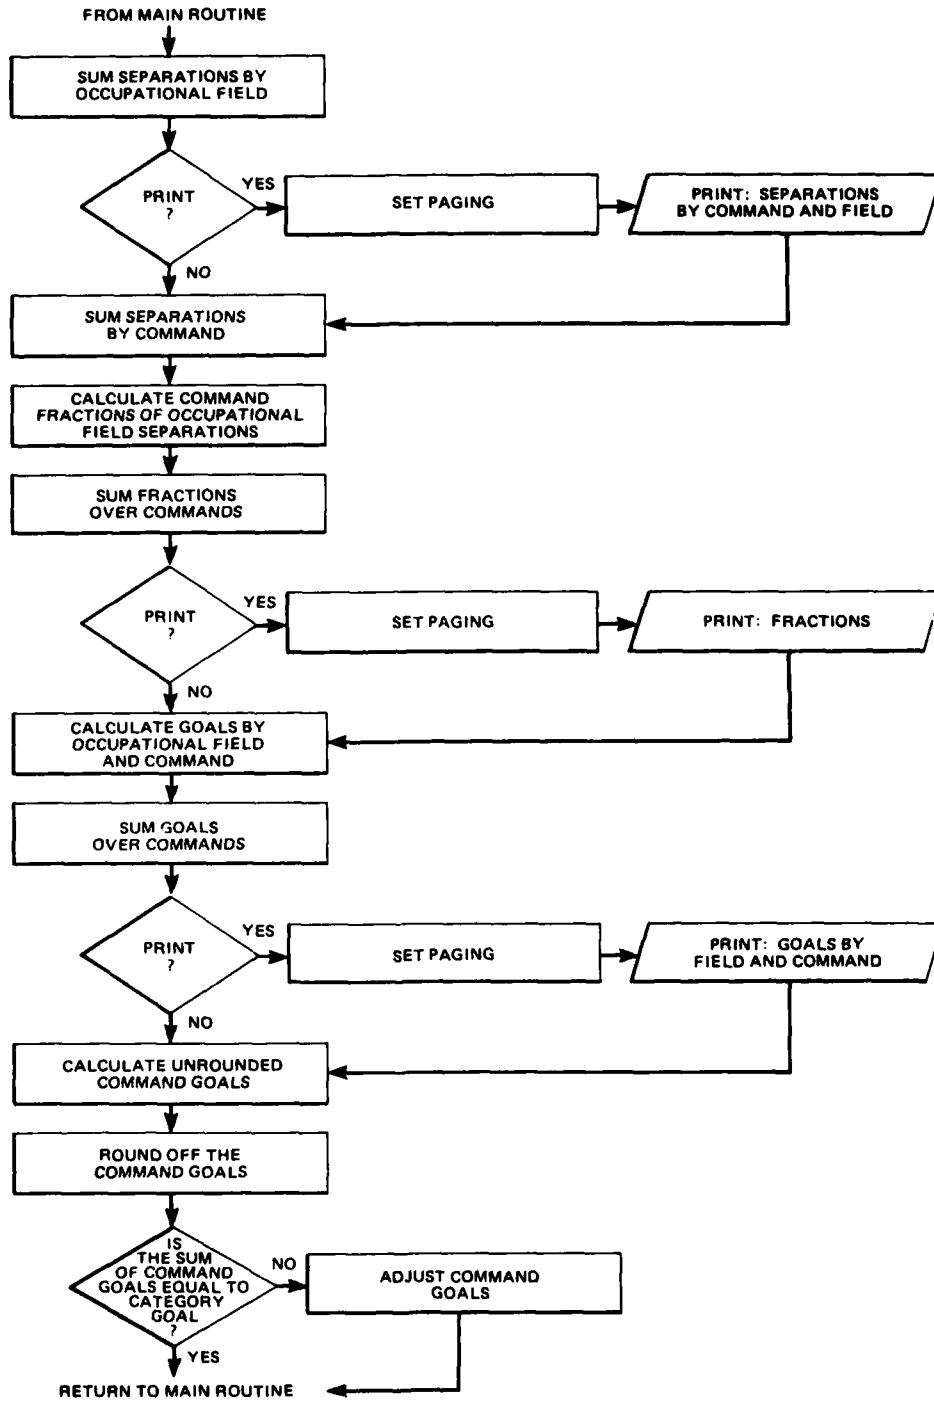 FROM MAIN ROUTINE
SUM SEPARATIONS BY
OCCUPATIONAL FIELD
PRINT
?
YES
SET PAGING
PRINT: SEPARATIONS
BY COMMAND AND FIELD
NO
SUM SEPARATIONS
BY COMMAND
CALCULATE COMMAND
FRACTIONS OF OCCUPATIONAL
FIELD SEPARATIONS
SUM FRACTIONS
OVER COMMANDS
PRINT
?
YES
SET PAGING
PRINT: FRACTIONS
NO
CALCULATE GOALS BY
OCCUPATIONAL FIELD
AND COMMAND
SUM GOALS
OVER COMMANDS
PRINT
?
YES
SET PAGING
PRINT: GOALS BY
FIELD AND COMMAND
NO
CALCULATE UNROUNDED
COMMAND GOALS
ROUND OFF THE
COMMAND GOALS
IS
THE SUM
OF COMMAND
GOALS EQUAL TO
CATEGORY
GOAL
?
NO
ADJUST COMMAND
GOALS
YES
RETURN TO MAIN ROUTINE